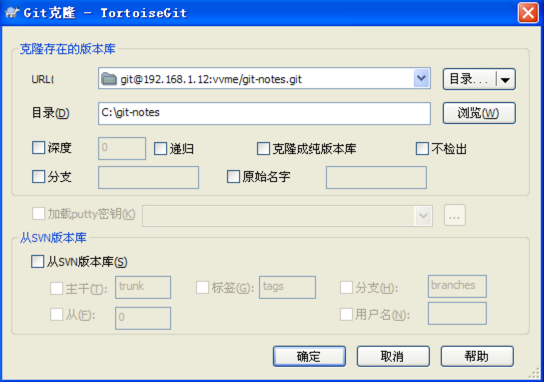 Git克隆 - TortoiseGit
克隆存在的版本库
URL( git@192.168.1.12:vvme/git-notes.git 目录...
目录(D) C:\git-notes 浏览(W)
深度 0 递归 克隆成纯版本库 不检出
分支 原始名字
加载putty密钥(K) ...
从SVN版本库
从SVN版本库(S)
主干(T): trunk 标签(G): tags 分支(H): branches
从(F): 0 用户名(N):
确定 取消 帮助